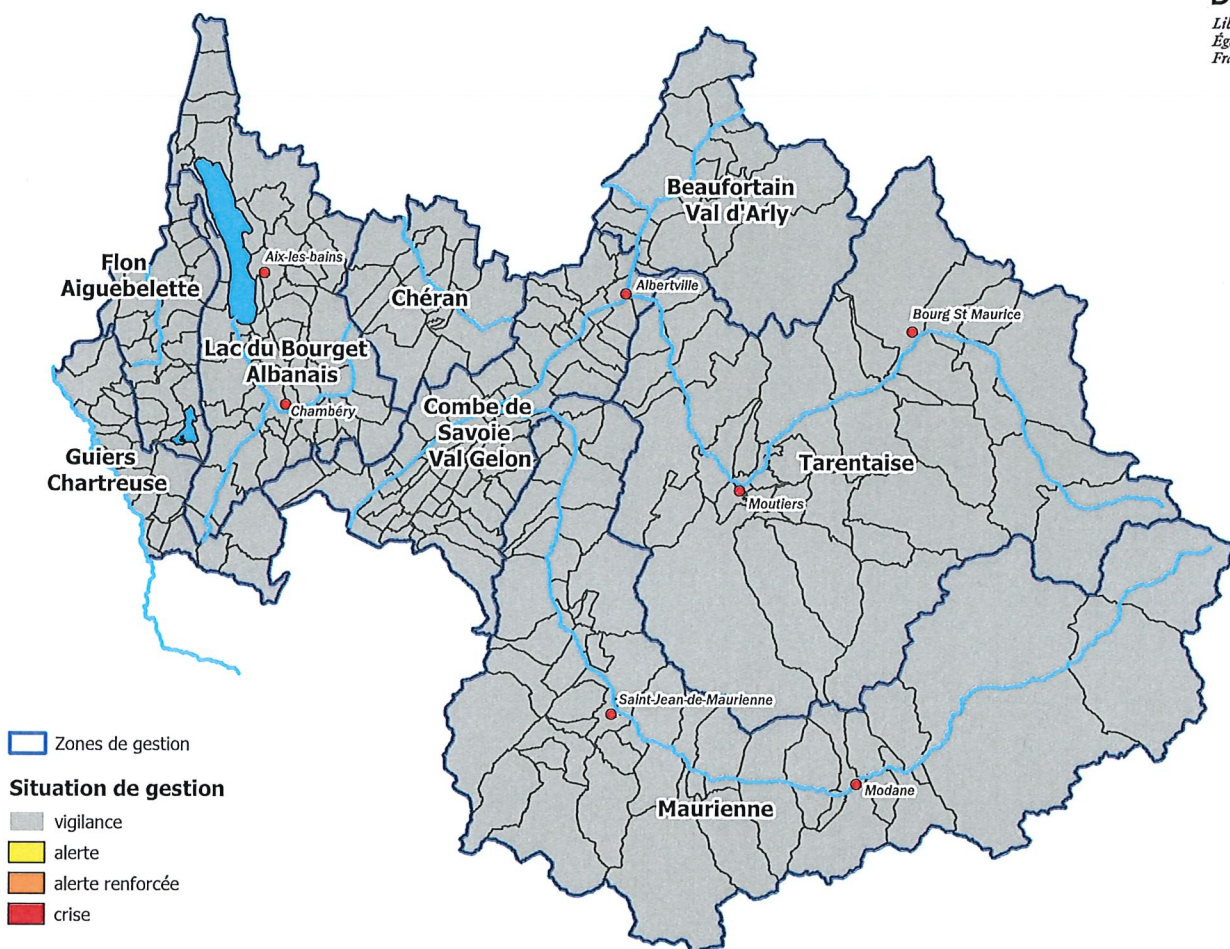 Beaufortain
Val d'Arly
Flon
Aiguebelette
Aix-les-bains
Chéran
Albertville
Bourg St Maurice
Lac du Bourget
Albanais
Chambéry
Combe de
Savoie
Val Gelon
Guiers
Chartreuse
Tarentaise
Moutiers
Saint-Jean-de-Maurienne
Modane
Maurienne
Zones de gestion
Situation de gestion
vigilance
alerte
alerte renforcée
crise